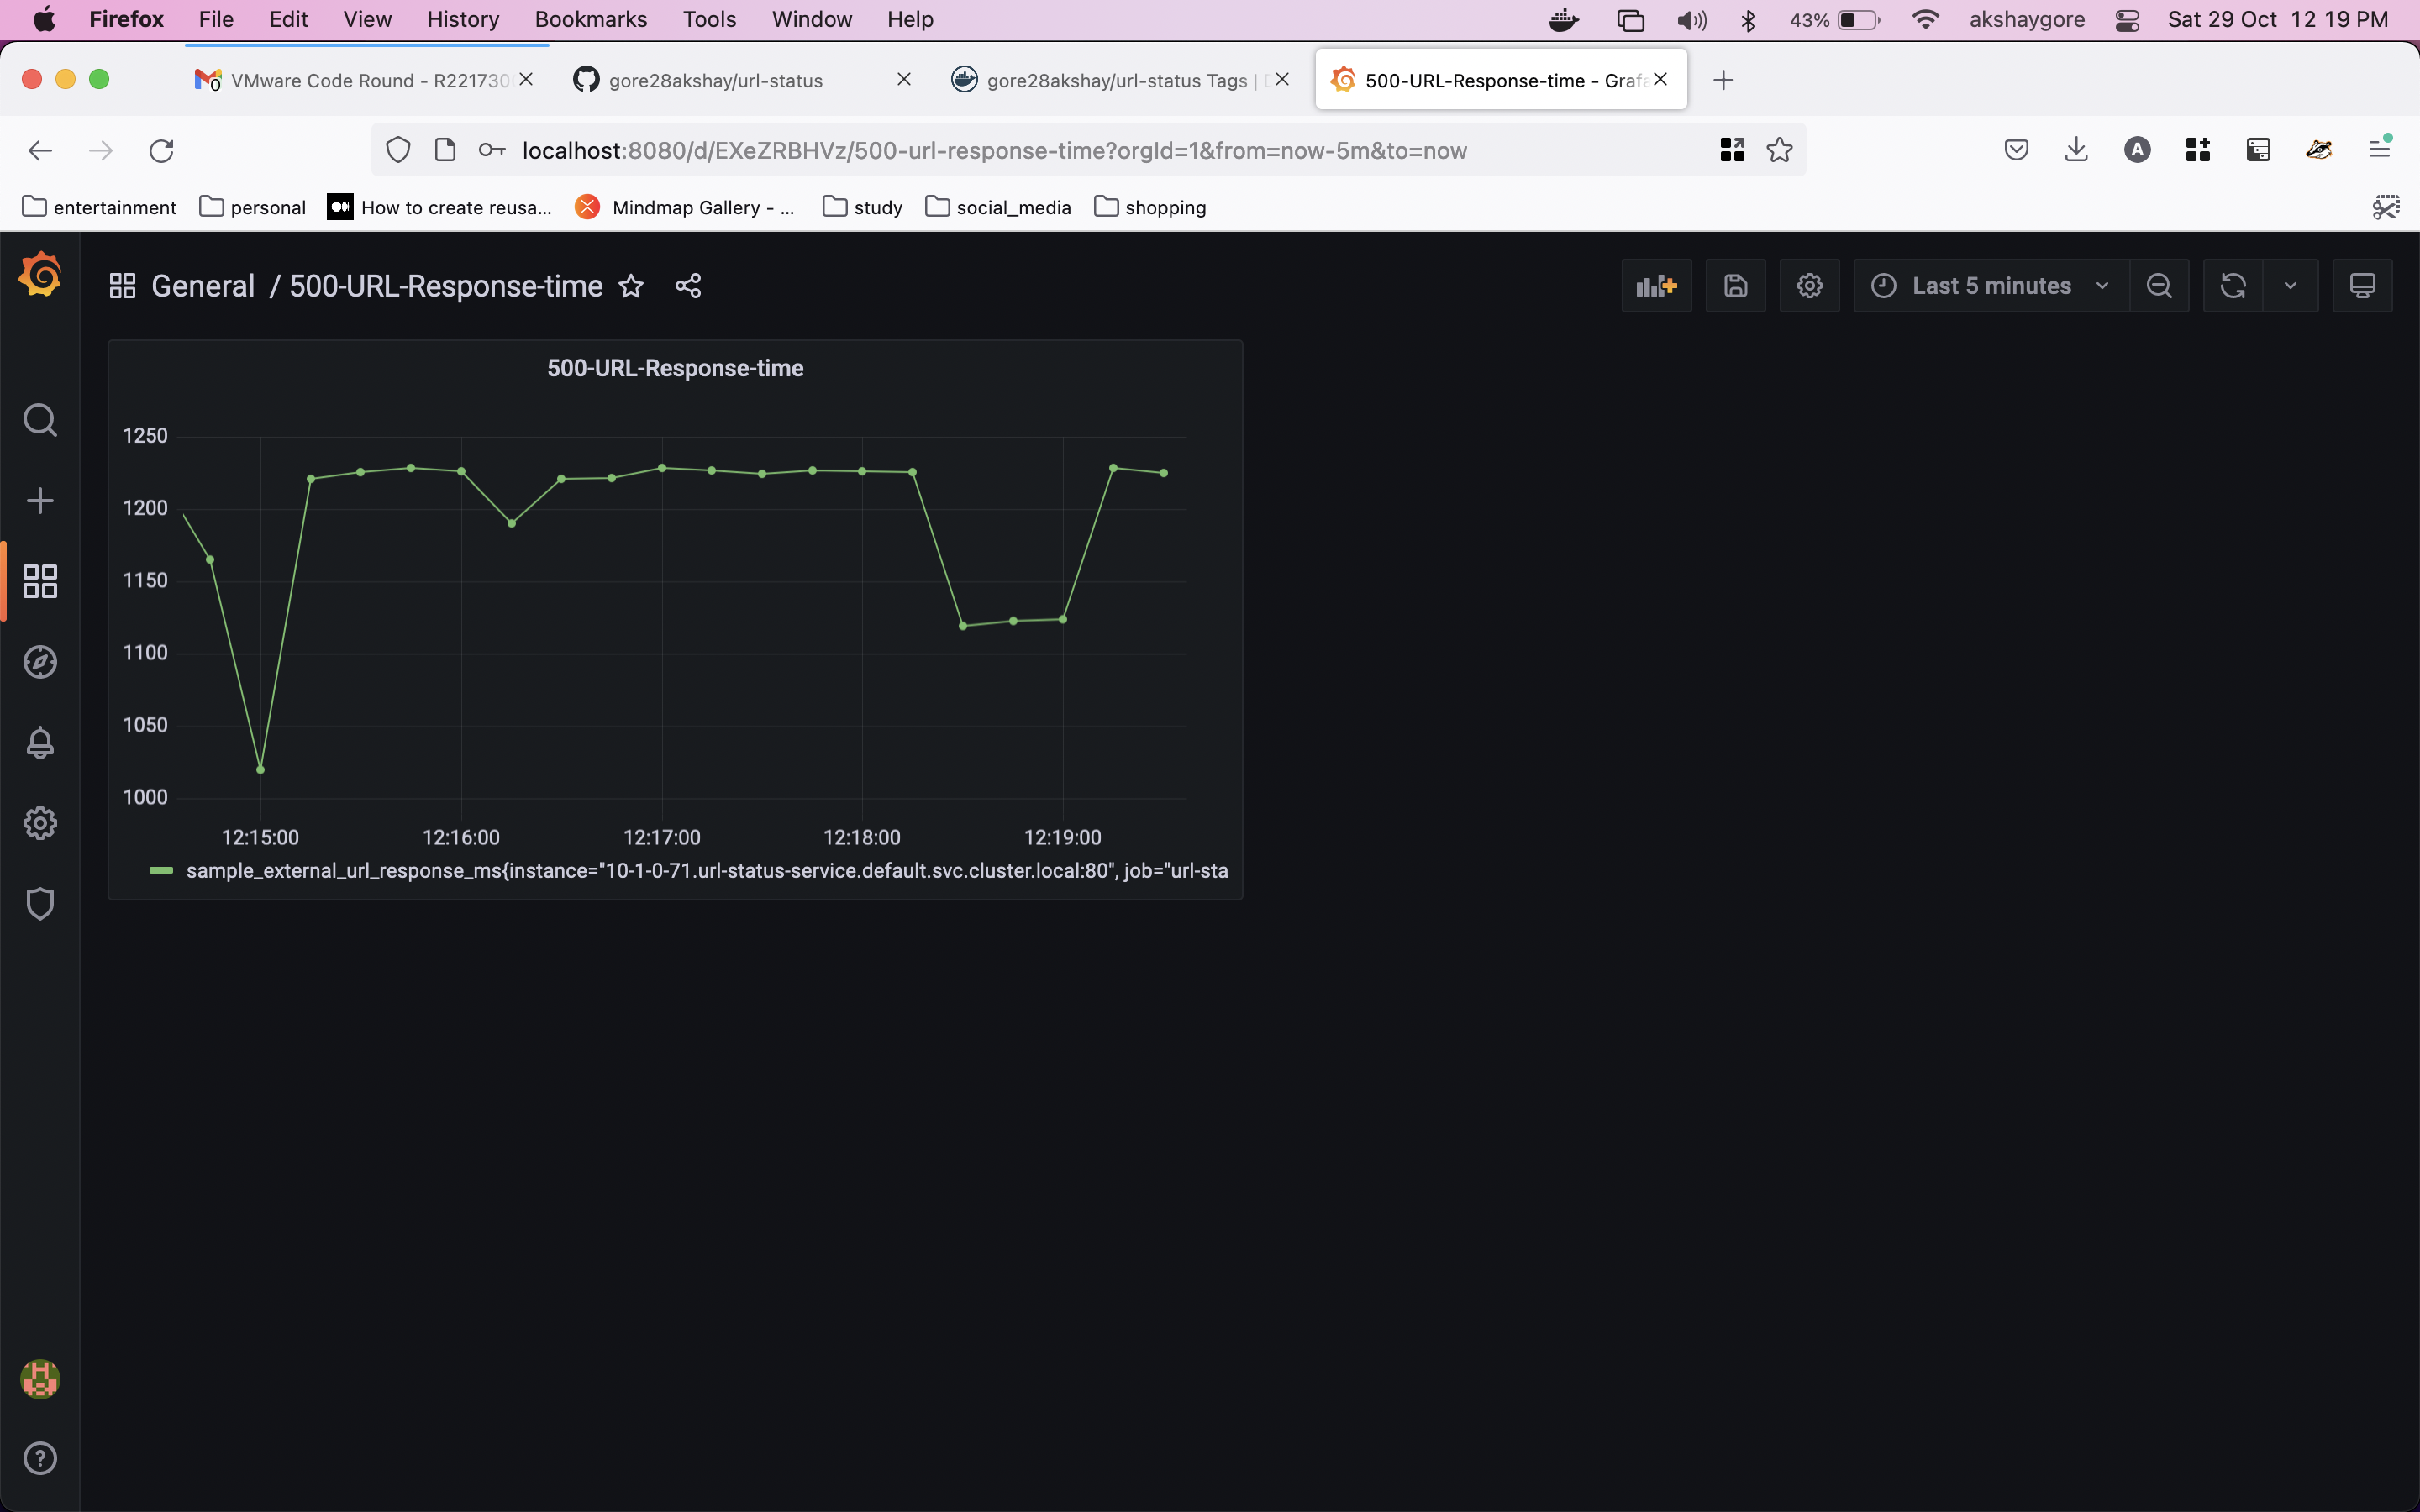 Firefox File Edit View History Bookmarks Tools Window Help 43% akshaygore Sat 29 Oct 12 19 PM
VMware Code Round - R221730 gore28akshay/url-status gore28akshay/url-status Tags | 500-URL-Response-time - Grafa
localhost:8080/d/EXeZRBHVz/500-url-response-time?orgId=1&from=now-5m&to=now A
entertainment personal How to create reusa... Mindmap Gallery - ... study social_media shopping
General / 500-URL-Response-time Last 5 minutes
500-URL-Response-time
1250
1200
1150
1100
1050
1000
12:15:00 12:16:00 12:17:00 12:18:00 12:19:00
sample_external_url_response_ms{instance="10-1-0-71.url-status-service.default.svc.cluster.local:80", job="url-sta